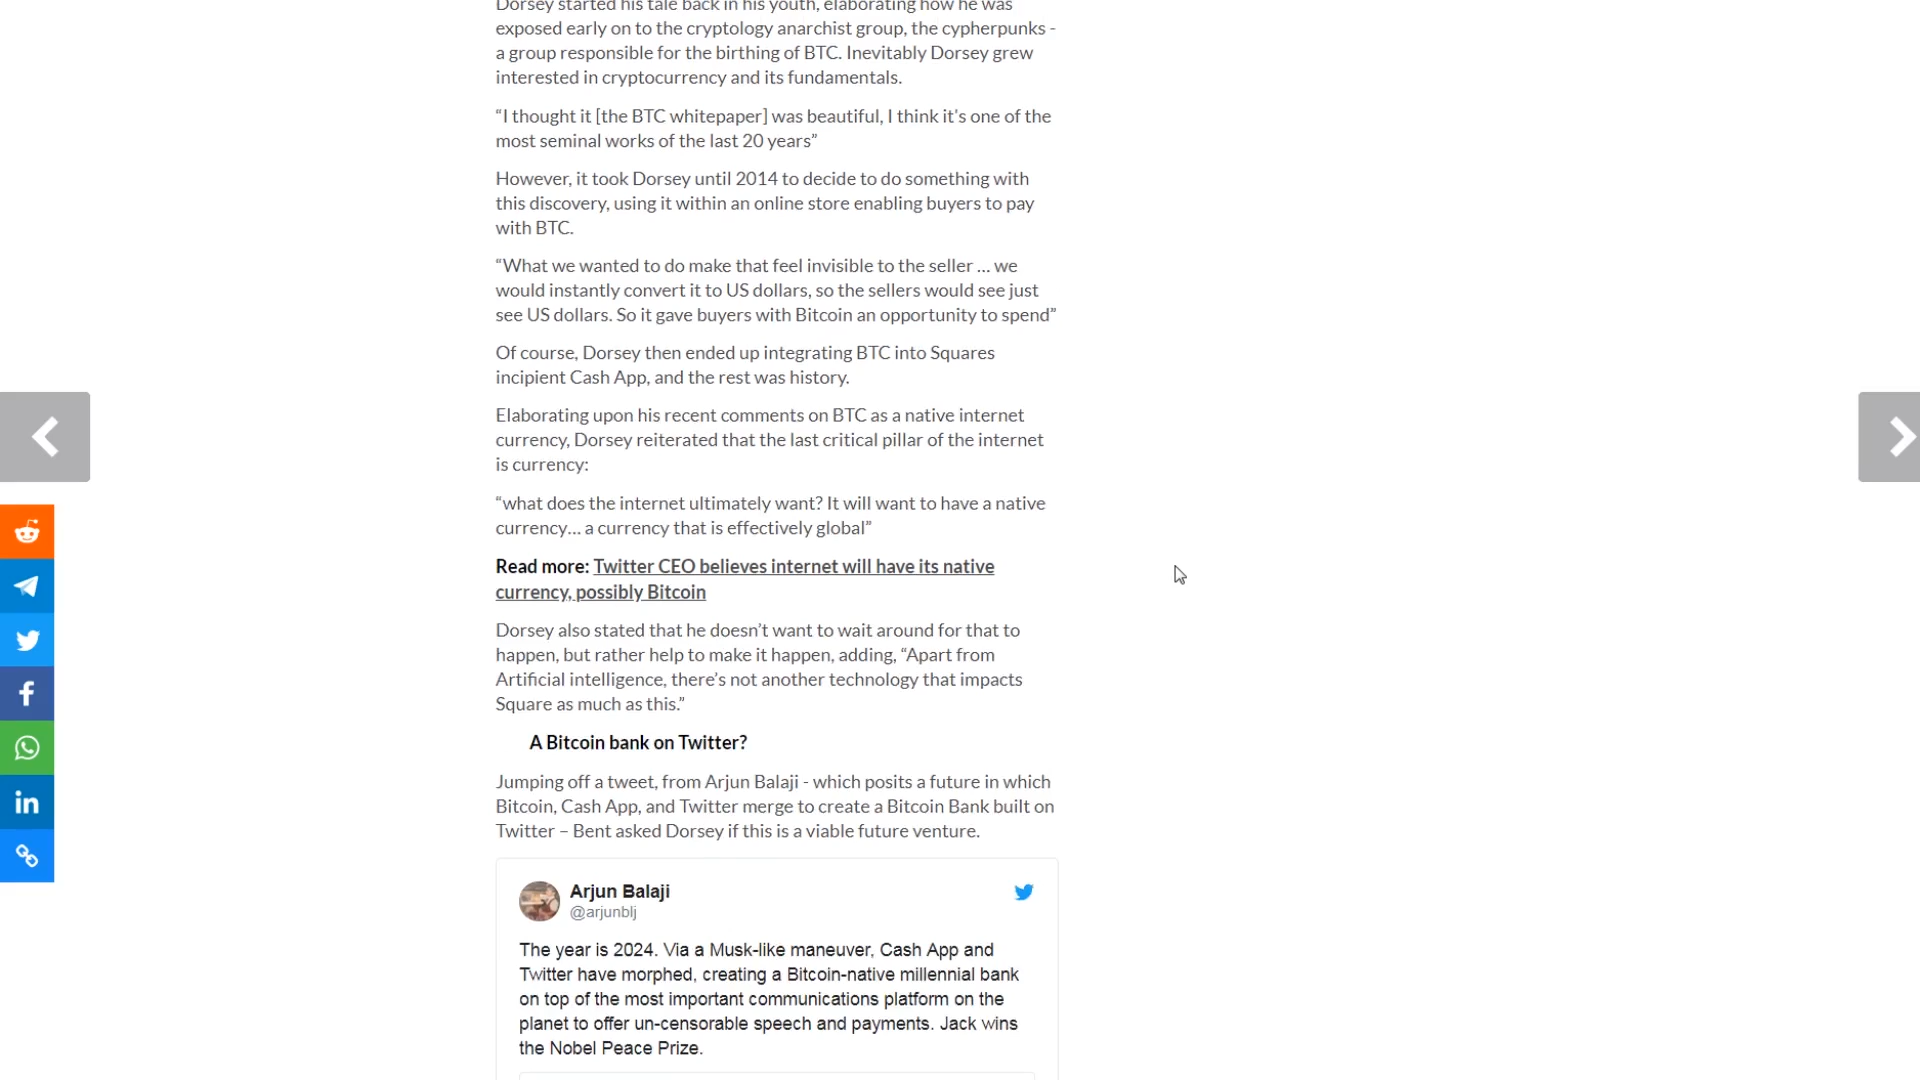 Dorsey started his tale back in his youth, elaborating how he was
exposed early on to the cryptology anarchist group, the cypherpunks -
a group responsible for the birthing of BTC. Inevitably Dorsey grew
interested in cryptocurrency and its fundamentals.
“I thought it [the BTC whitepaper] was beautiful, I think it's one of the
most seminal works of the last 20 years”
However, it took Dorsey until 2014 to decide to do something with
this discovery, using it within an online store enabling buyers to pay
with BTC.
“What we wanted to do make that feel invisible to the seller … we
would instantly convert it to US dollars, so the sellers would see just
see US dollars. So it gave buyers with Bitcoin an opportunity to spend”
Of course, Dorsey then ended up integrating BTC into Squares
incipient Cash App, and the rest was history.
Elaborating upon his recent comments on BTC as a native internet
currency, Dorsey reiterated that the last critical pillar of the internet
is currency:
“what does the internet ultimately want? It will want to have a native
currency… a currency that is effectively global”
Read more: Twitter CEO believes internet will have its native
currency, possibly Bitcoin
Dorsey also stated that he doesn’t want to wait around for that to
happen, but rather help to make it happen, adding, “Apart from
Artificial intelligence, there’s not another technology that impacts
Square as much as this.”
A Bitcoin bank on Twitter?
Jumping off a tweet, from Arjun Balaji - which posits a future in which
Bitcoin, Cash App, and Twitter merge to create a Bitcoin Bank built on
Twitter – Bent asked Dorsey if this is a viable future venture.
Arjun Balaji
@arjunblj
The year is 2024. Via a Musk-like maneuver, Cash App and
Twitter have morphed, creating a Bitcoin-native millennial bank
on top of the most important communications platform on the
planet to offer un-censorable speech and payments. Jack wins
the Nobel Peace Prize.